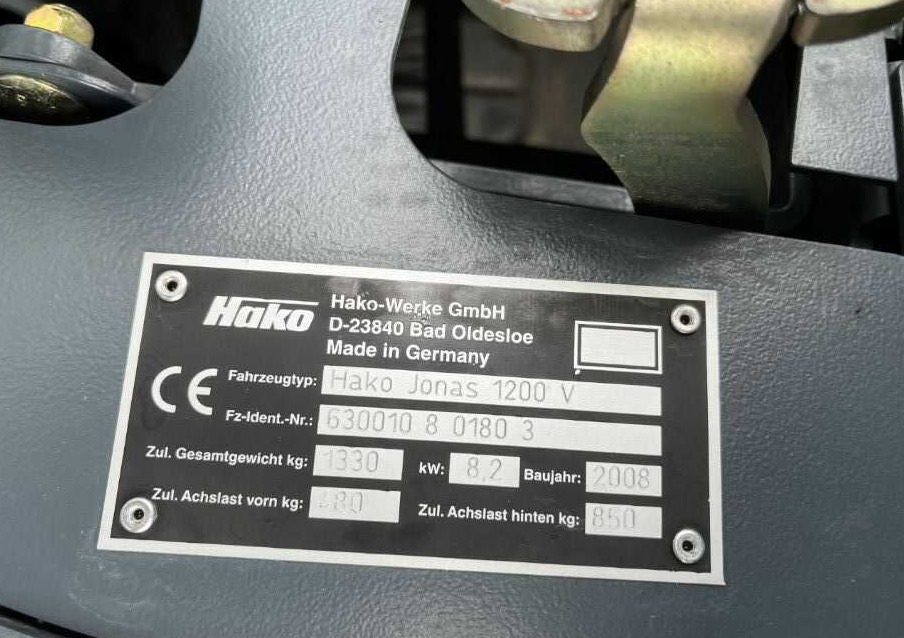 Hako
Hako-Werke GmbH
D-23840 Bad Oldesloe
Made in Germany
CE
Fahrzeugtyp: Hako Jonas 1200 V
Fz-Ident.-Nr.: 630010 8 0180 3
Zul. Gesamtgewicht kg: 1330 kW: 8,2 Baujahr: 2008
Zul. Achslast vorn kg: 480 Zul. Achslast hinten kg: 850